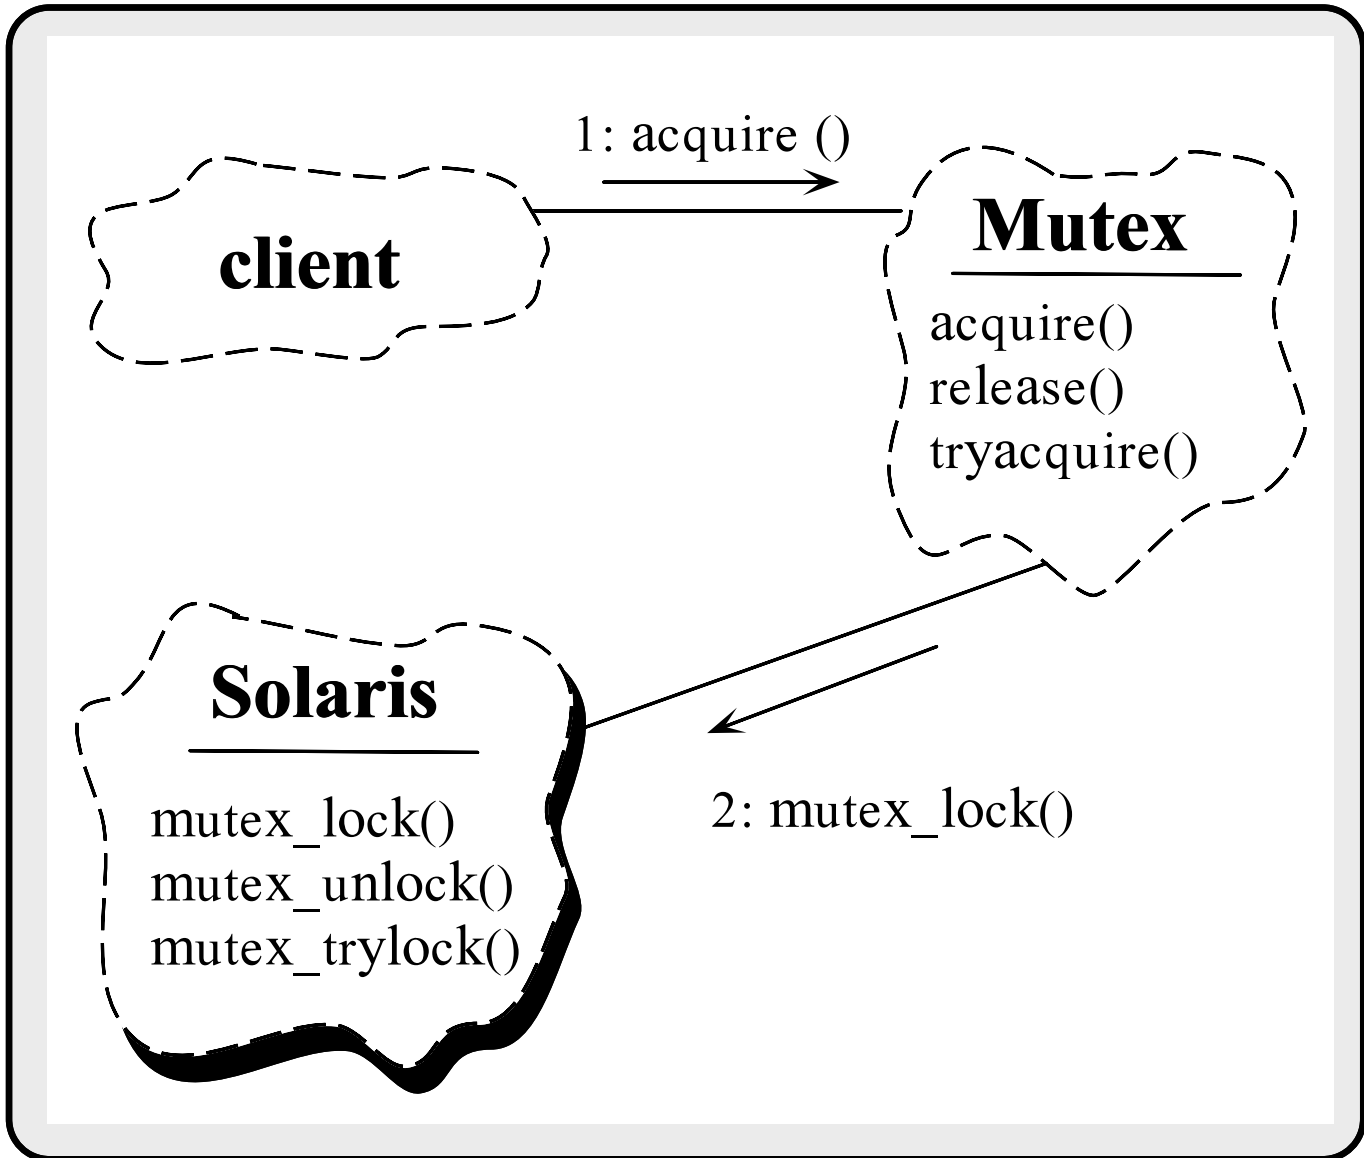 1: acquire ()
client
Mutex
acquire()
release()
tryacquire()
Solaris
mutex_lock()
mutex_unlock()
mutex_trylock()
2: mutex_lock()